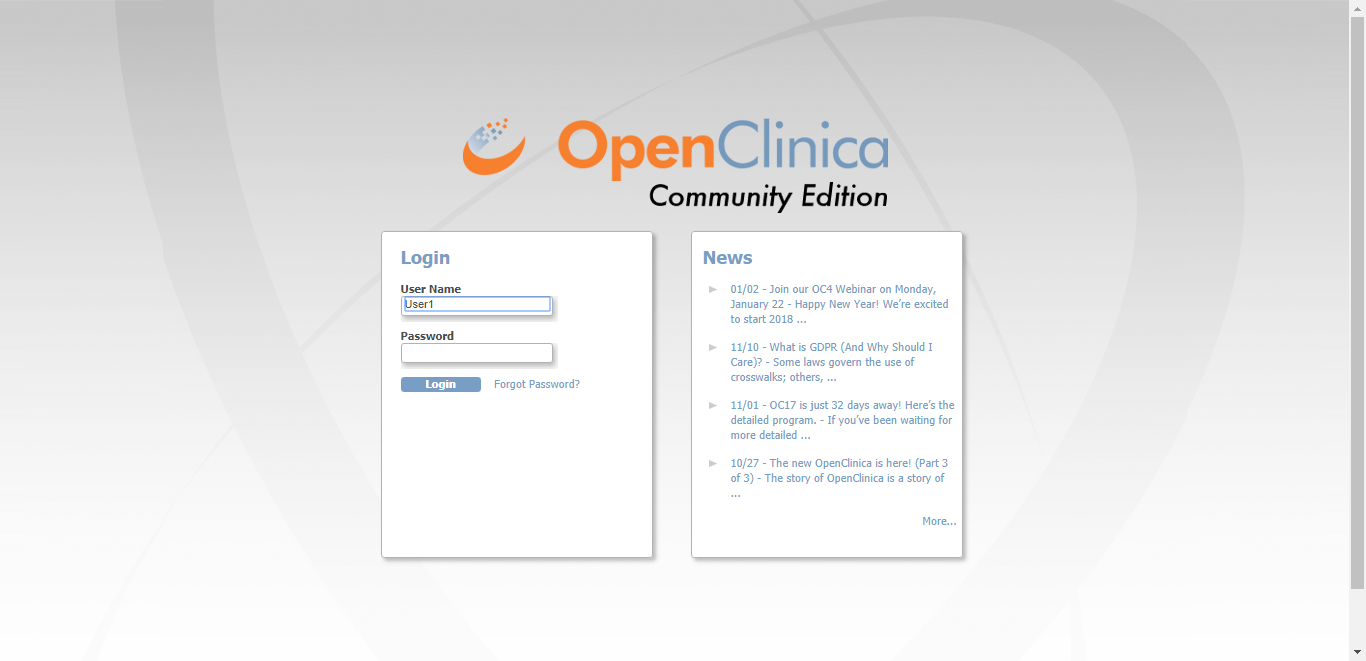 OpenClinica
Community Edition
Login
User Name
User1
Password
Login Forgot Password?
News
01/02 - Join our OC4 Webinar on Monday,
January 22 - Happy New Year! We’re excited
to start 2018 ...
11/10 - What is GDPR (And Why Should I
Care)? - Some laws govern the use of
crosswalks; others, ...
11/01 - OC17 is just 32 days away! Here’s the
detailed program. - If you’ve been waiting for
more detailed ...
10/27 - The new OpenClinica is here! (Part 3
of 3) - The story of OpenClinica is a story of
...
More...